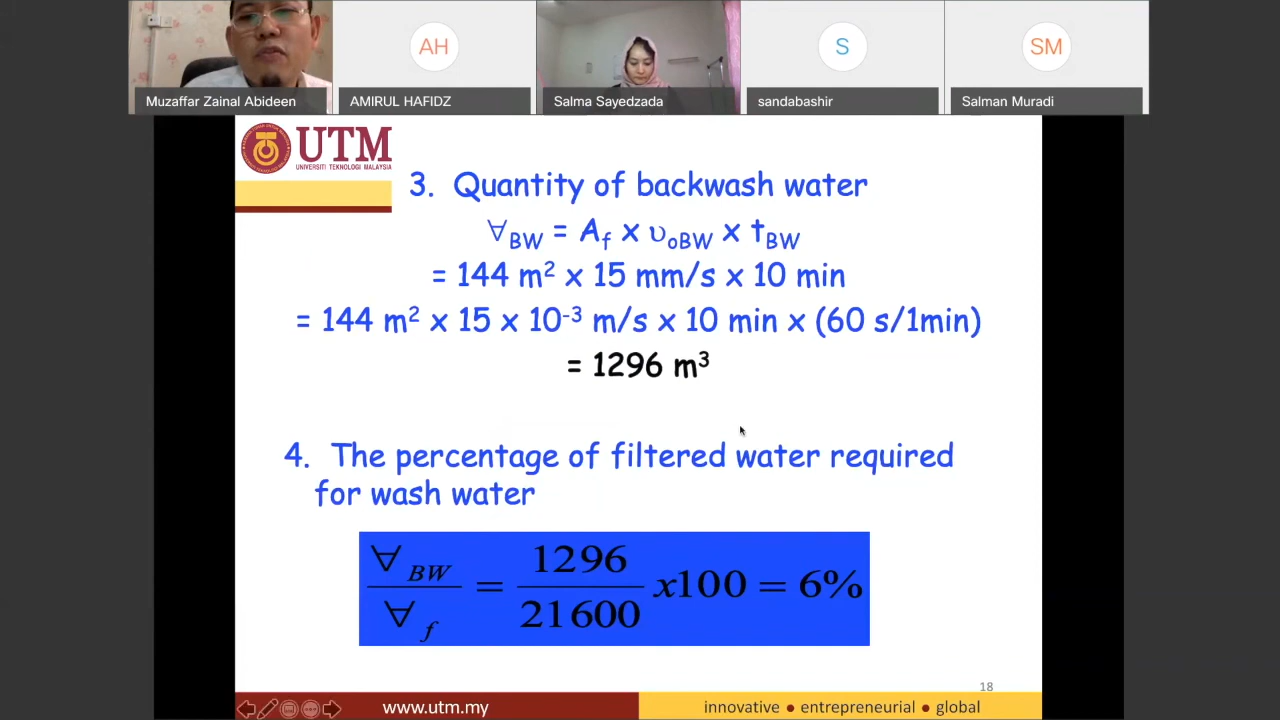 AH
S
SM
Muzaffar Zainal Abideen
AMIRUL HAFIDZ
Salma Sayedzada
sandabashir
Salman Muradi
UTM
UNIVERSITI TEKNOLOGI MALAYSIA
3. Quantity of backwash water
∀BW = Af x υoBW x tBW
= 144 m² x 15 mm/s x 10 min
= 144 m² x 15 x 10⁻³ m/s x 10 min x (60 s/1min)
= 1296 m³
4. The percentage of filtered water required
for wash water
∀BW / ∀f = 1296 / 21600 x100 = 6%
18
www.utm.my
innovative ● entrepreneurial ● global